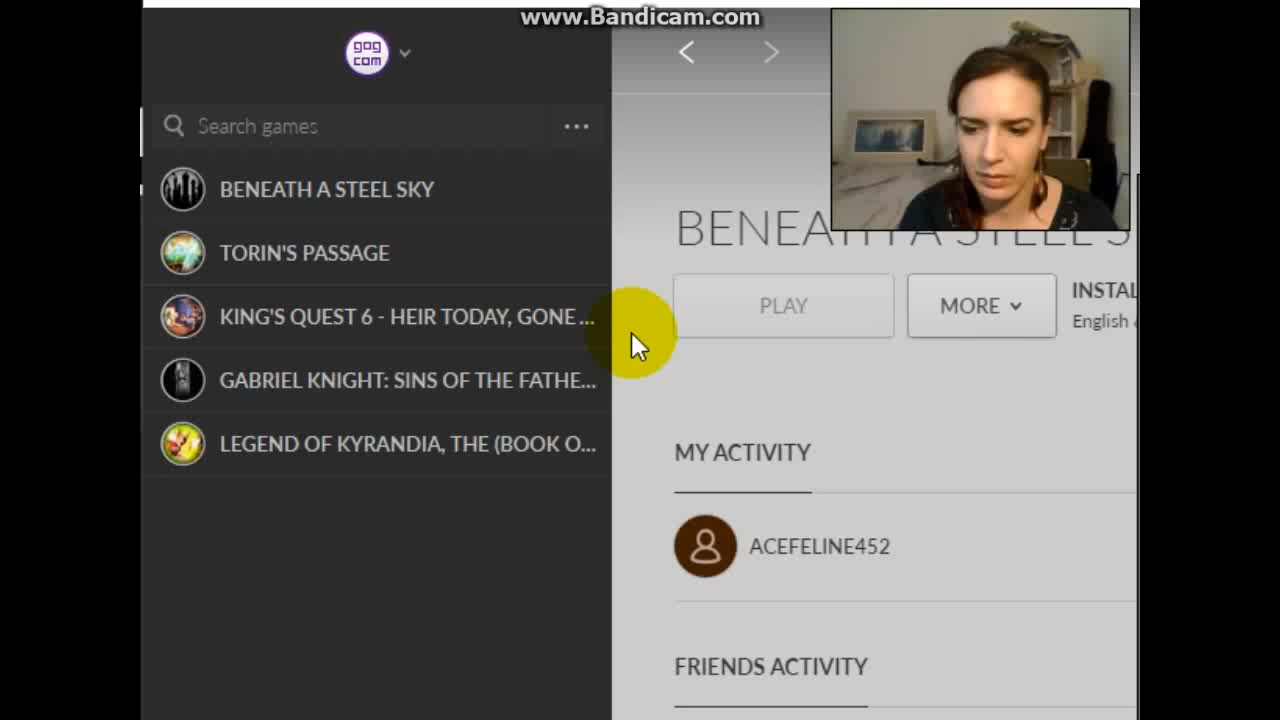 www.Bandicam.com
gog
com
Search games
BENEATH A STEEL SKY
TORIN'S PASSAGE
KING'S QUEST 6 - HEIR TODAY, GONE ...
GABRIEL KNIGHT: SINS OF THE FATHE...
LEGEND OF KYRANDIA, THE (BOOK O...
BENEATH A STEEL S
PLAY
MORE
INSTAL
English
MY ACTIVITY
ACEFELINE452
FRIENDS ACTIVITY